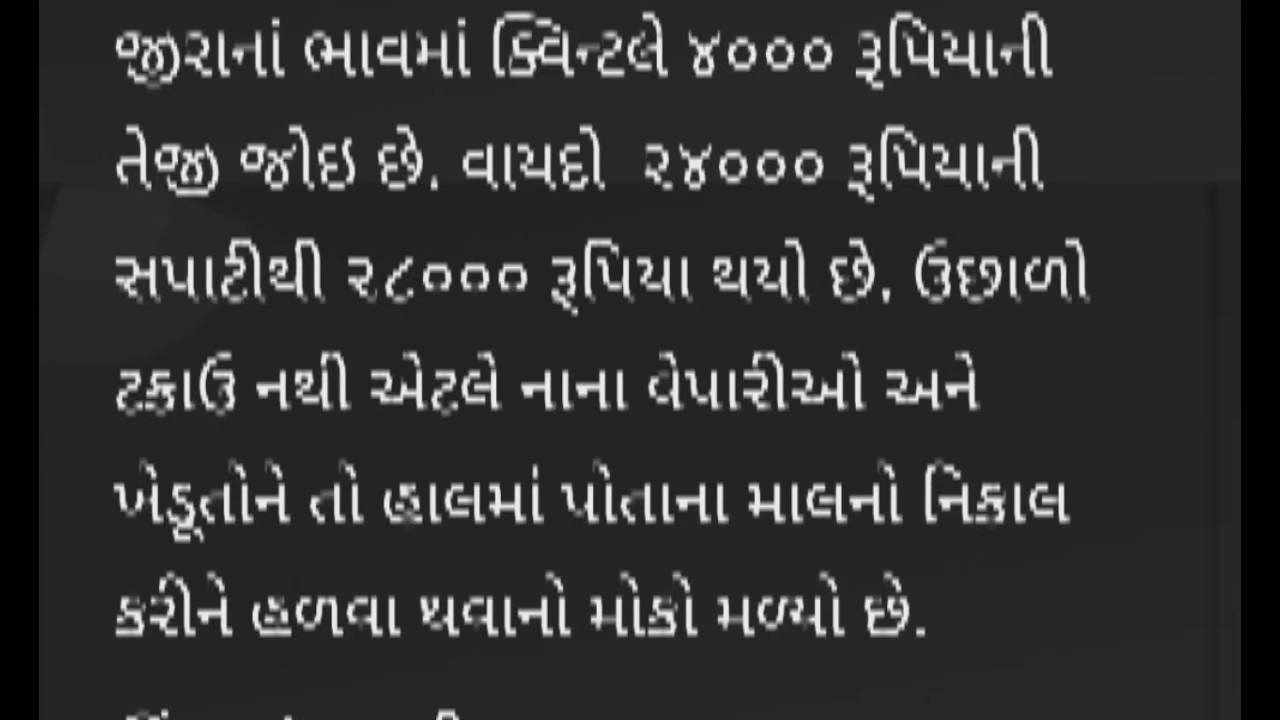 જીરાનાં ભાવમાં ક્વિન્ટલે ૪૦૦૦ રૂપિયાની
તેજી જોઇ છે. વાયદો ૨૪૦૦૦ રૂપિયાની
સપાટીથી ૨૮૦૦૦ રૂપિયા થયો છે. ઉછાળો
ટકાઉ નથી એટલે નાના વેપારીઓ અને
ખેડૂતોને તો હાલમાં પોતાના માલનો નિકાલ
કરીને હળવા થવાનો મોકો મળ્યો છે.